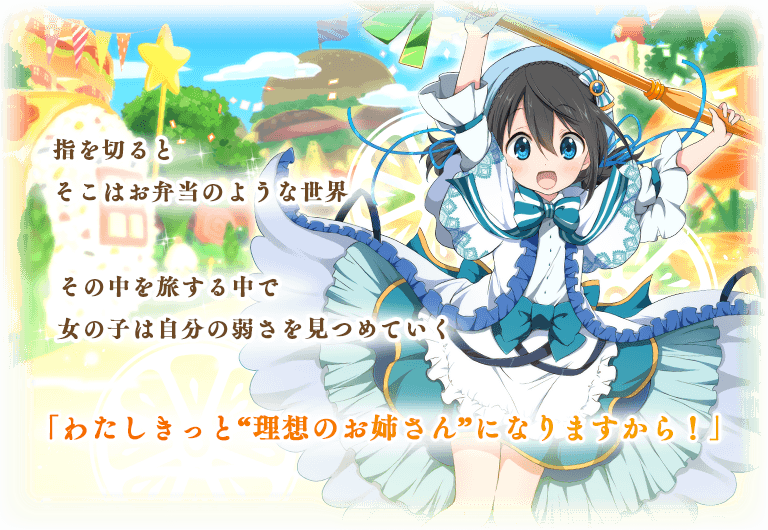 指を切ると
そこはお弁当のような世界
その中を旅する中で
女の子は自分の弱さを見つめていく
「わたしきっと“理想のお姉さん”になりますから！」